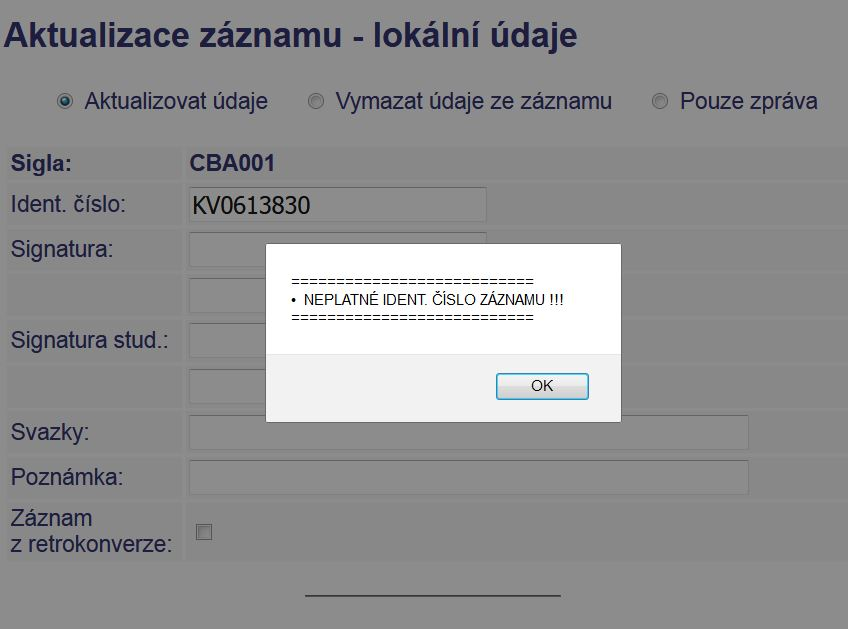 Aktualizace záznamu - lokální údaje
Aktualizovat údaje Vymazat údaje ze záznamu Pouze zpráva
Sigla: CBA001
Ident. číslo: KV0613830
Signatura:
===========================
• NEPLATNÉ IDENT. ČÍSLO ZÁZNAMU !!!
===========================
Signatura stud.:
OK
Svazky:
Poznámka:
Záznam
z retrokonverze: